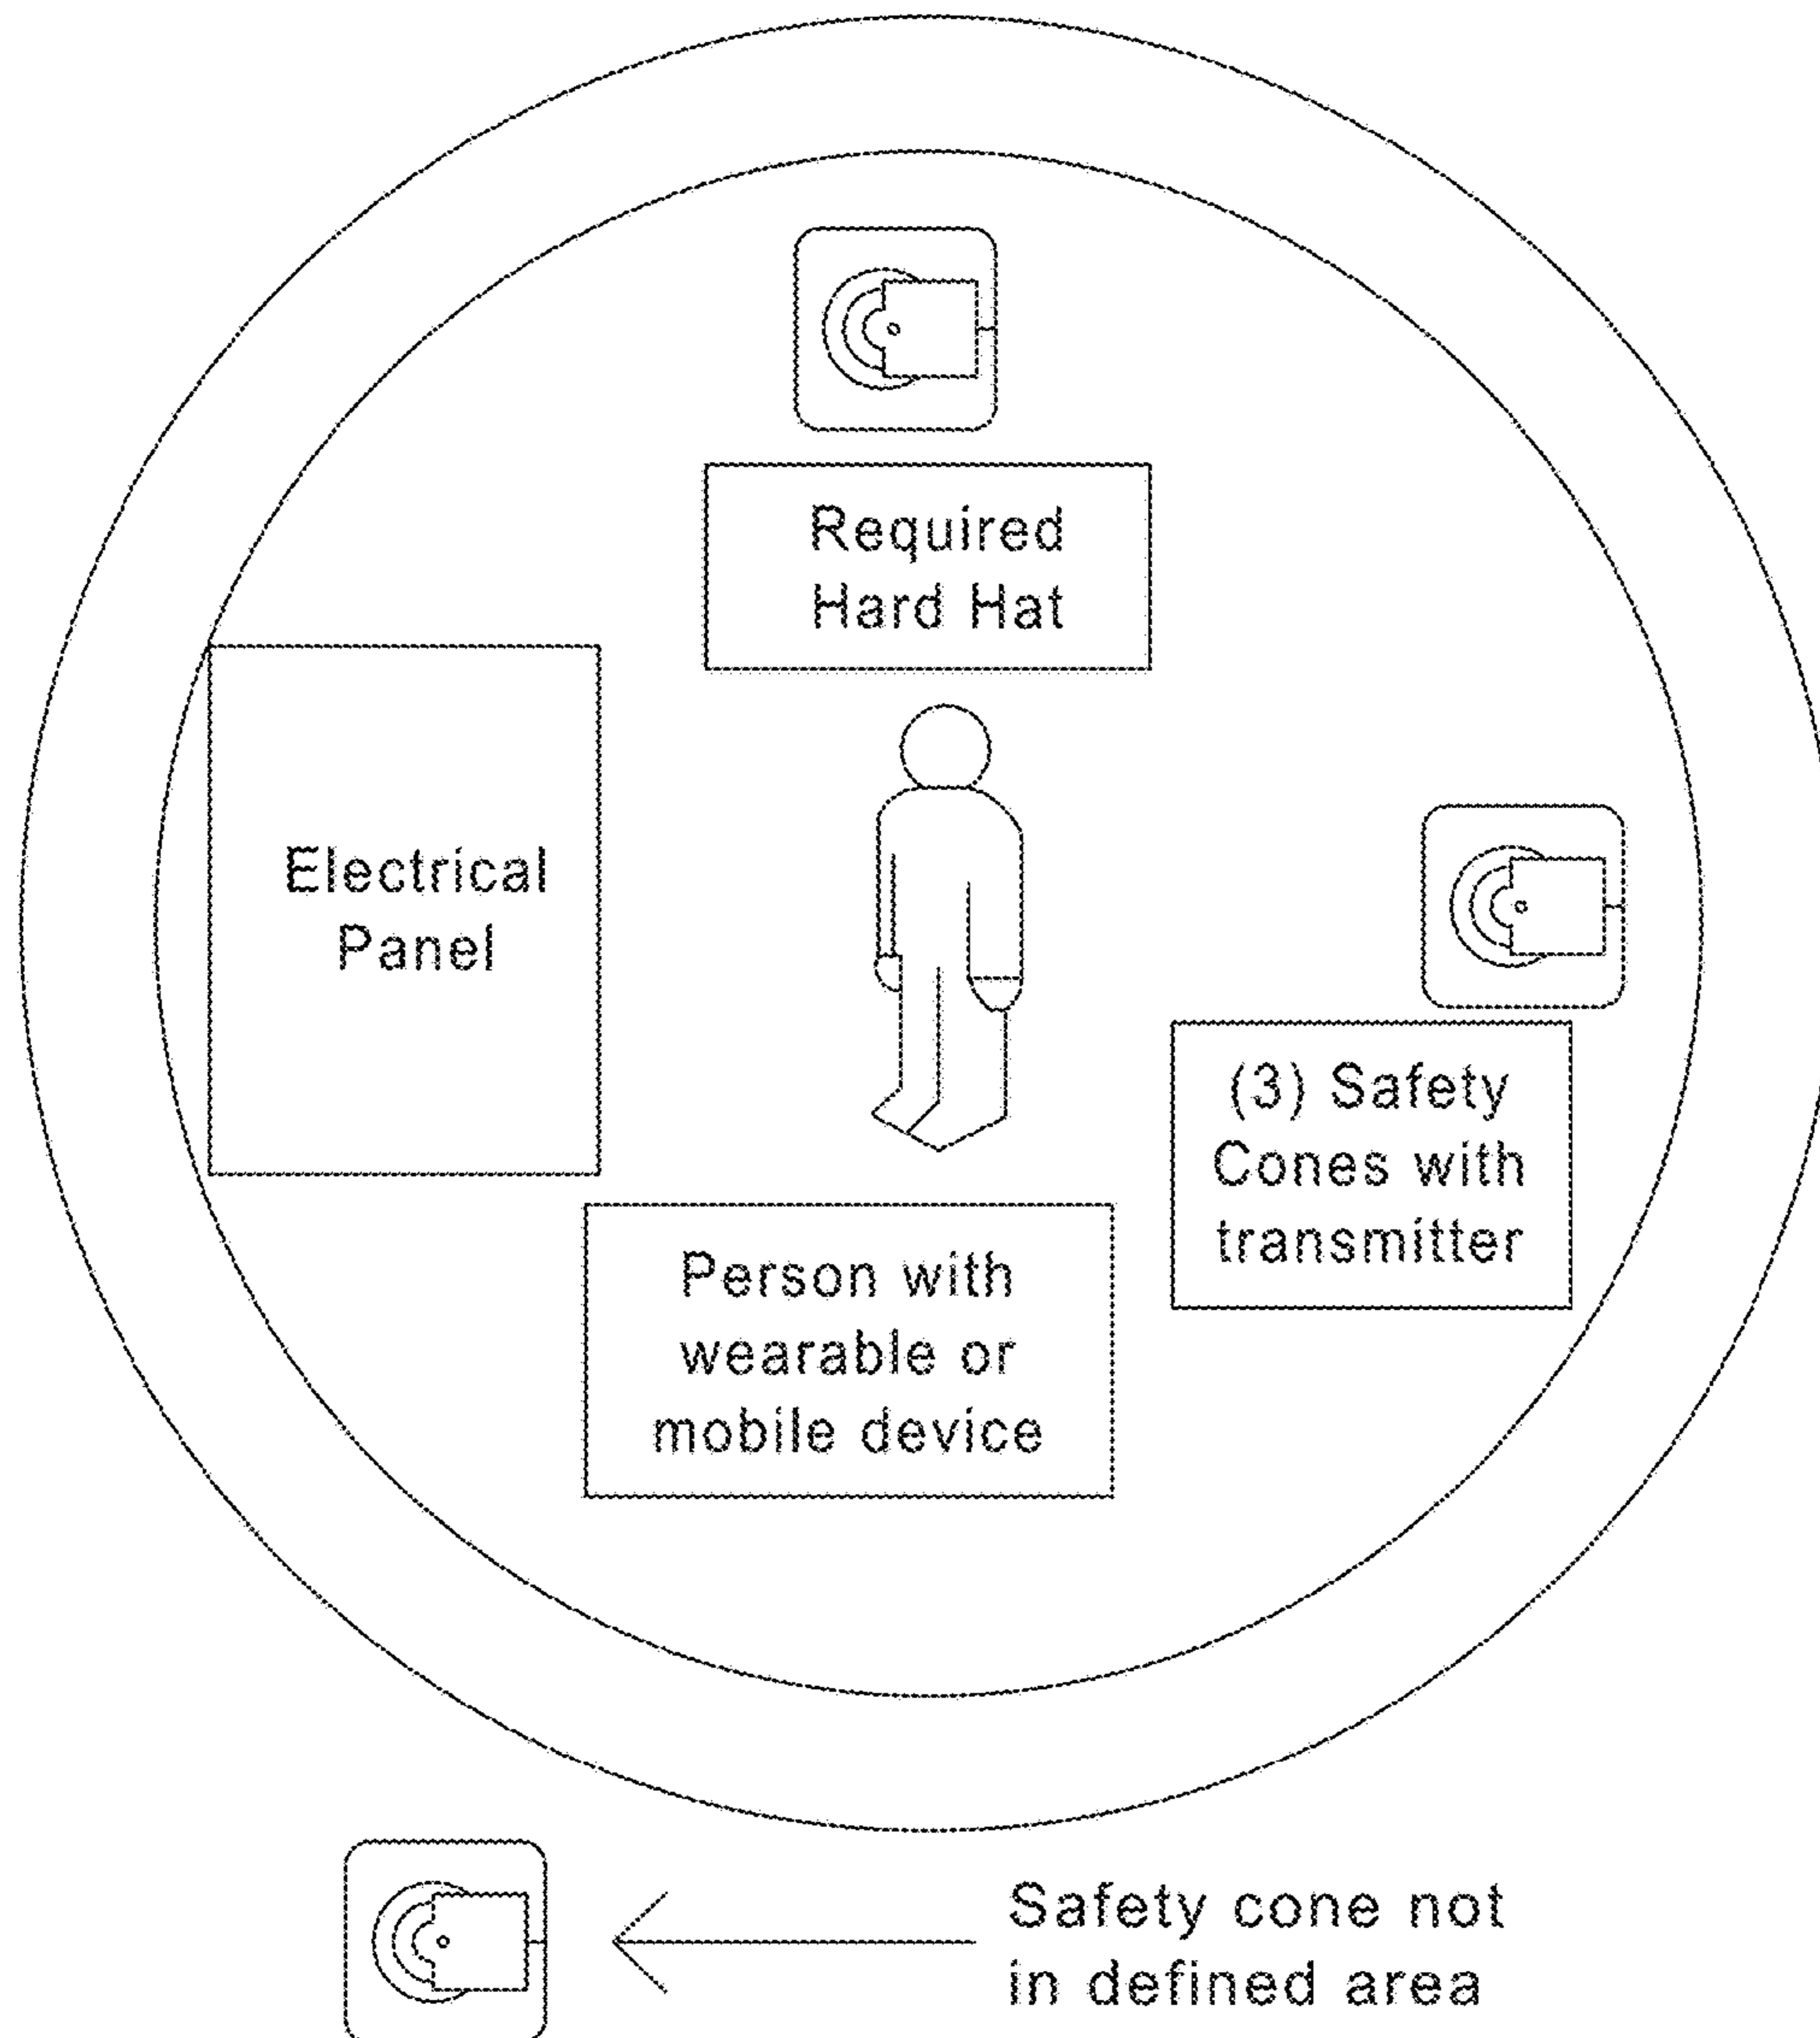 Required
Hard Hat
Electrical
Panel
(3) Safety
Cones with
transmitter
Person with
wearable or
mobile device
Safety cone not
in defined area